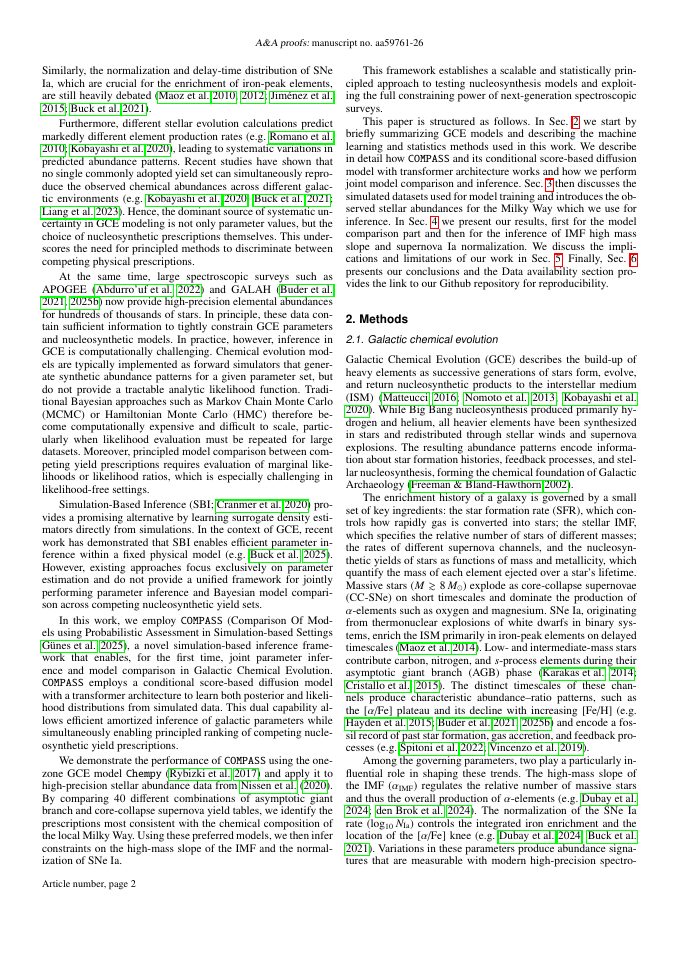 A&A proofs: manuscript no. aa59761-26
Similarly, the normalization and delay-time distribution of SNe
Ia, which are crucial for the enrichment of iron-peak elements,
are still heavily debated (Maoz et al. 2010, 2012; Jiménez et al.
2015; Buck et al. 2021).
Furthermore, different stellar evolution calculations predict
markedly different element production rates (e.g. Romano et al.
2010; Kobayashi et al. 2020), leading to systematic variations in
predicted abundance patterns. Recent studies have shown that
no single commonly adopted yield set can simultaneously repro-
duce the observed chemical abundances across different galac-
tic environments (e.g. Kobayashi et al. 2020; Buck et al. 2021;
Liang et al. 2023). Hence, the dominant source of systematic un-
certainty in GCE modeling is not only parameter values, but the
choice of nucleosynthetic prescriptions themselves. This under-
scores the need for principled methods to discriminate between
competing physical prescriptions.
At the same time, large spectroscopic surveys such as
APOGEE (Abdurro'uf et al. 2022) and GALAH (Buder et al.
2021, 2025b) now provide high-precision elemental abundances
for hundreds of thousands of stars. In principle, these data con-
tain sufficient information to tightly constrain GCE parameters
and nucleosynthetic models. In practice, however, inference in
GCE is computationally challenging. Chemical evolution mod-
els are typically implemented as forward simulators that gener-
ate synthetic abundance patterns for a given parameter set, but
do not provide a tractable analytic likelihood function. Tradi-
tional Bayesian approaches such as Markov Chain Monte Carlo
(MCMC) or Hamiltonian Monte Carlo (HMC) therefore be-
come computationally expensive and difficult to scale, partic-
ularly when likelihood evaluation must be repeated for large
datasets. Moreover, principled model comparison between com-
peting yield prescriptions requires evaluation of marginal like-
lihoods or likelihood ratios, which is especially challenging in
likelihood-free settings.
Simulation-Based Inference (SBI; Cranmer et al. 2020) pro-
vides a promising alternative by learning surrogate density esti-
mators directly from simulations. In the context of GCE, recent
work has demonstrated that SBI enables efficient parameter in-
ference within a fixed physical model (e.g. Buck et al. 2025).
However, existing approaches focus exclusively on parameter
estimation and do not provide a unified framework for jointly
performing parameter inference and Bayesian model compari-
son across competing nucleosynthetic yield sets.
In this work, we employ COMPASS (Comparison Of Mod-
els using Probabilistic Assessment in Simulation-based Settings
Günes et al. 2025), a novel simulation-based inference frame-
work that enables, for the first time, joint parameter infer-
ence and model comparison in Galactic Chemical Evolution.
COMPASS employs a conditional score-based diffusion model
with a transformer architecture to learn both posterior and likeli-
hood distributions from simulated data. This dual capability al-
lows efficient amortized inference of galactic parameters while
simultaneously enabling principled ranking of competing nucle-
osynthetic yield prescriptions.
We demonstrate the performance of COMPASS using the one-
zone GCE model Chempy (Rybizki et al. 2017) and apply it to
high-precision stellar abundance data from Nissen et al. (2020).
By comparing 40 different combinations of asymptotic giant
branch and core-collapse supernova yield tables, we identify the
prescriptions most consistent with the chemical composition of
the local Milky Way. Using these preferred models, we then infer
constraints on the high-mass slope of the IMF and the normal-
ization of SNe Ia.
This framework establishes a scalable and statistically prin-
cipled approach to testing nucleosynthesis models and exploit-
ing the full constraining power of next-generation spectroscopic
surveys.
This paper is structured as follows. In Sec. 2 we start by
briefly summarizing GCE models and describing the machine
learning and statistics methods used in this work. We describe
in detail how COMPASS and its conditional score-based diffusion
model with transformer architecture works and how we perform
joint model comparison and inference. Sec. 3 then discusses the
simulated datasets used for model training and introduces the ob-
served stellar abundances for the Milky Way which we use for
inference. In Sec. 4 we present our results, first for the model
comparison part and then for the inference of IMF high mass
slope and supernova Ia normalization. We discuss the impli-
cations and limitations of our work in Sec. 5. Finally, Sec. 6
presents our conclusions and the Data availability section pro-
vides the link to our Github repository for reproducibility.
2. Methods
2.1. Galactic chemical evolution
Galactic Chemical Evolution (GCE) describes the build-up of
heavy elements as successive generations of stars form, evolve,
and return nucleosynthetic products to the interstellar medium
(ISM) (Matteucci 2016; Nomoto et al. 2013; Kobayashi et al.
2020). While Big Bang nucleosynthesis produced primarily hy-
drogen and helium, all heavier elements have been synthesized
in stars and redistributed through stellar winds and supernova
explosions. The resulting abundance patterns encode informa-
tion about star formation histories, feedback processes, and stel-
lar nucleosynthesis, forming the chemical foundation of Galactic
Archaeology (Freeman & Bland-Hawthorn 2002).
The enrichment history of a galaxy is governed by a small
set of key ingredients: the star formation rate (SFR), which con-
trols how rapidly gas is converted into stars; the stellar IMF,
which specifies the relative number of stars of different masses;
the rates of different supernova channels, and the nucleosyn-
thetic yields of stars as functions of mass and metallicity, which
quantify the mass of each element ejected over a star's lifetime.
Massive stars (M ≳ 8 M⊙) explode as core-collapse supernovae
(CC-SNe) on short timescales and dominate the production of
α-elements such as oxygen and magnesium. SNe Ia, originating
from thermonuclear explosions of white dwarfs in binary sys-
tems, enrich the ISM primarily in iron-peak elements on delayed
timescales (Maoz et al. 2014). Low- and intermediate-mass stars
contribute carbon, nitrogen, and s-process elements during their
asymptotic giant branch (AGB) phase (Karakas et al. 2014;
Cristallo et al. 2015). The distinct timescales of these chan-
nels produce characteristic abundance-ratio patterns, such as
the [α/Fe] plateau and its decline with increasing [Fe/H] (e.g.
Hayden et al. 2015; Buder et al. 2021, 2025b) and encode a fos-
sil record of past star formation, gas accretion, and feedback pro-
cesses (e.g. Spitoni et al. 2022; Vincenzo et al. 2019).
Among the governing parameters, two play a particularly in-
fluential role in shaping these trends. The high-mass slope of
the IMF (αIMF) regulates the relative number of massive stars
and thus the overall production of α-elements (e.g. Dubay et al.
2024; den Brok et al. 2024). The normalization of the SNe Ia
rate (log10 NIa) controls the integrated iron enrichment and the
location of the [α/Fe] knee (e.g. Dubay et al. 2024; Buck et al.
2021). Variations in these parameters produce abundance signa-
tures that are measurable with modern high-precision spectro-
Article number, page 2